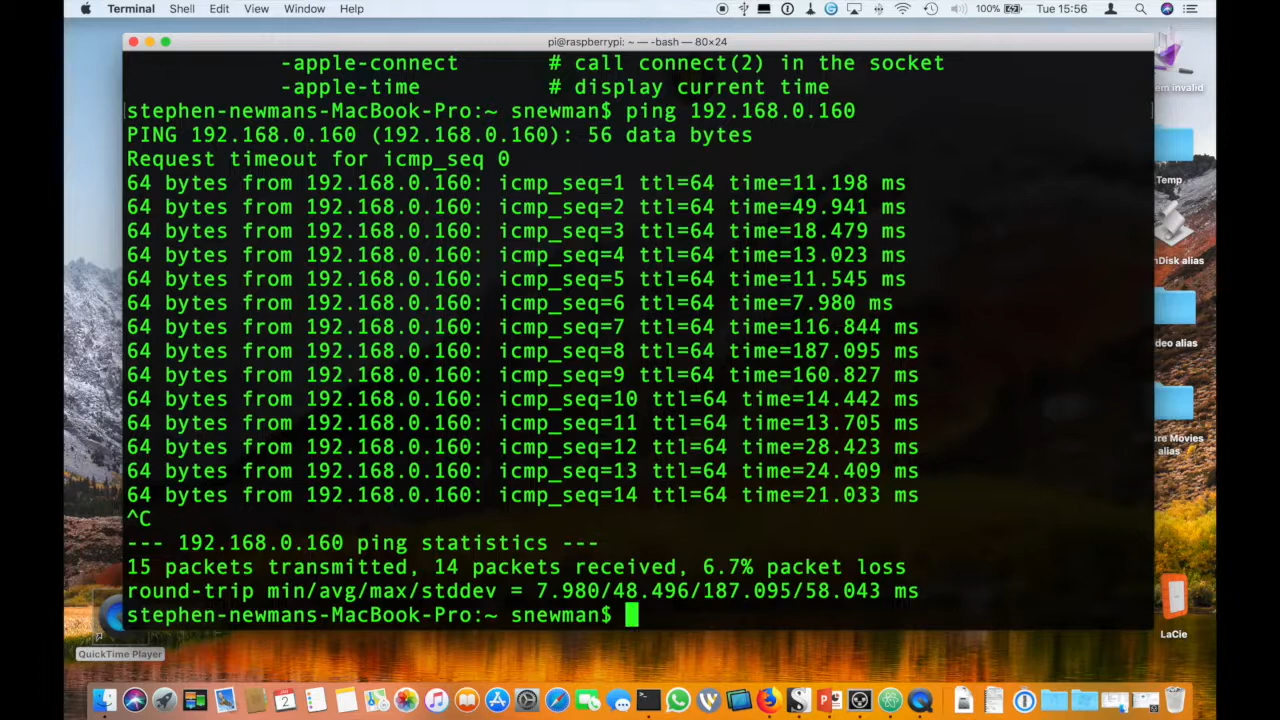 Terminal Shell Edit View Window Help 100% Tue 15:56
pi@raspberrypi: ~ — -bash — 80×24
-apple-connect # call connect(2) in the socket
-apple-time # display current time
stephen-newmans-MacBook-Pro:~ snewman$ ping 192.168.0.160
PING 192.168.0.160 (192.168.0.160): 56 data bytes
Request timeout for icmp_seq 0
64 bytes from 192.168.0.160: icmp_seq=1 ttl=64 time=11.198 ms
64 bytes from 192.168.0.160: icmp_seq=2 ttl=64 time=49.941 ms
64 bytes from 192.168.0.160: icmp_seq=3 ttl=64 time=18.479 ms
64 bytes from 192.168.0.160: icmp_seq=4 ttl=64 time=13.023 ms
64 bytes from 192.168.0.160: icmp_seq=5 ttl=64 time=11.545 ms
64 bytes from 192.168.0.160: icmp_seq=6 ttl=64 time=7.980 ms
64 bytes from 192.168.0.160: icmp_seq=7 ttl=64 time=116.844 ms
64 bytes from 192.168.0.160: icmp_seq=8 ttl=64 time=187.095 ms
64 bytes from 192.168.0.160: icmp_seq=9 ttl=64 time=160.827 ms
64 bytes from 192.168.0.160: icmp_seq=10 ttl=64 time=14.442 ms
64 bytes from 192.168.0.160: icmp_seq=11 ttl=64 time=13.705 ms
64 bytes from 192.168.0.160: icmp_seq=12 ttl=64 time=28.423 ms
64 bytes from 192.168.0.160: icmp_seq=13 ttl=64 time=24.409 ms
64 bytes from 192.168.0.160: icmp_seq=14 ttl=64 time=21.033 ms
^C
--- 192.168.0.160 ping statistics ---
15 packets transmitted, 14 packets received, 6.7% packet loss
round-trip min/avg/max/stddev = 7.980/48.496/187.095/58.043 ms
stephen-newmans-MacBook-Pro:~ snewman$
em invalid
Temp
nDisk alias
deo alias
ore Movies
alias
LaCie
QuickTime Player